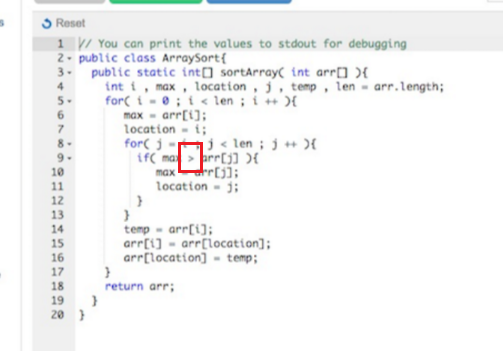 Reset
1 // You can print the values to stdout for debugging
2 public class ArraySort{
3 public static int[] sortArray( int arr[] ){
4 int i , max , location , j , temp , len = arr.length;
5 for( i = 0 ; i < len ; i ++ ){
6 max = arr[i];
7 location = i;
8 for( j = i ; j < len ; j ++ ){
9 if( max > arr[j] ){
10 max = arr[j];
11 location = j;
12 }
13 }
14 temp = arr[i];
15 arr[i] = arr[location];
16 arr[location] = temp;
17 }
18 return arr;
19 }
20 }